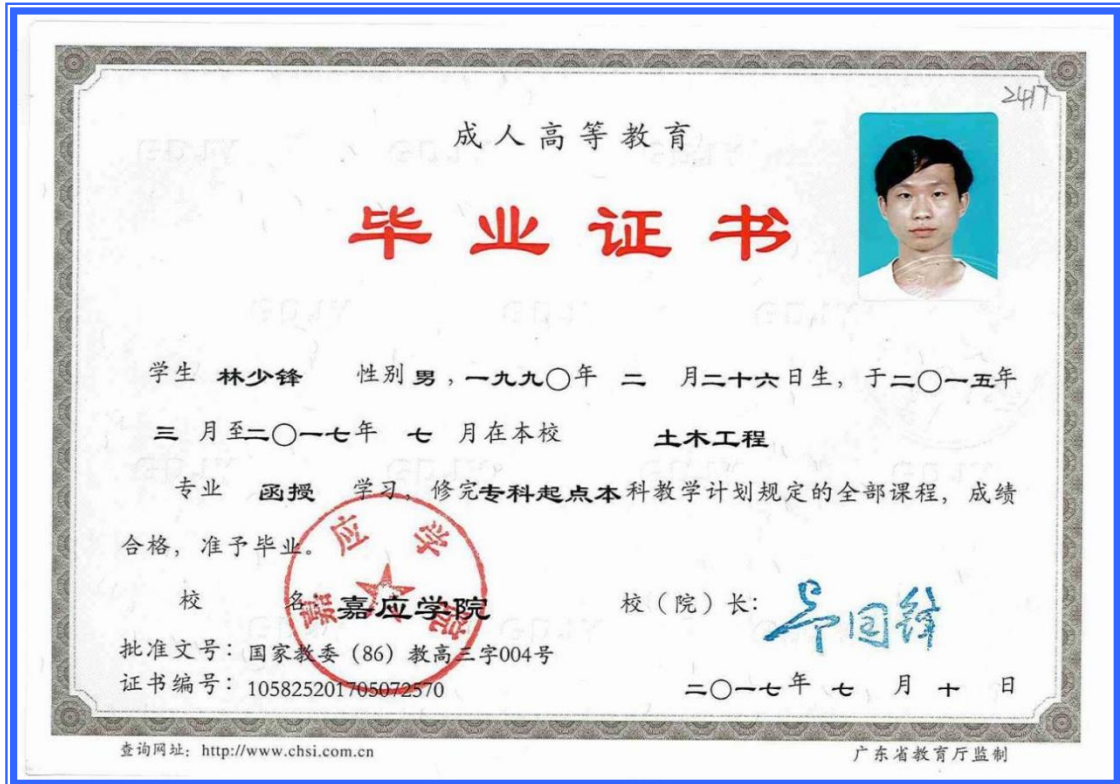 2417
成人高等教育
毕业证书
学生 林少锋 性别 男，一九九〇年 二 月二十六日生，于二〇一五年
三 月至二〇一七年 七 月在本校 土木工程
专业 函授 学习，修完专科起点本科教学计划规定的全部课程，成绩
合格，准予毕业。
嘉应学院
校 名：嘉应学院 校（院）长：
批准文号：国家教委（86）教高三字004号
证书编号：105825201705072570 二〇一七年 七 月 十 日
查询网址：http://www.chsi.com.cn 广东省教育厅监制